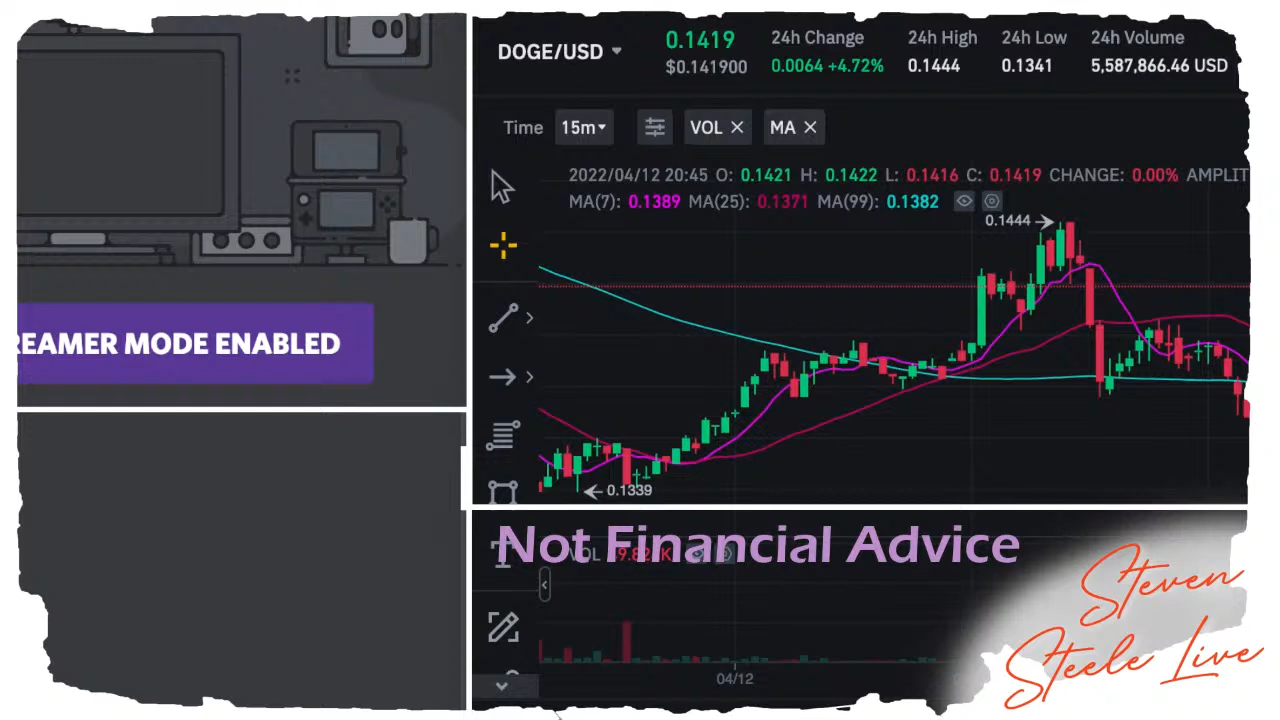 REAMER MODE ENABLED
DOGE/USD
0.1419
$0.141900
24h Change
0.0064 +4.72%
24h High
0.1444
24h Low
0.1341
24h Volume
5,587,866.46 USD
Time 15m VOL MA
2022/04/12 20:45 O: 0.1421 H: 0.1422 L: 0.1416 C: 0.1419 CHANGE: 0.00% AMPLIT
MA(7): 0.1389 MA(25): 0.1371 MA(99): 0.1382
0.1444
0.1339
Not Financial Advice
VOL
04/12
Steven
Steele Live